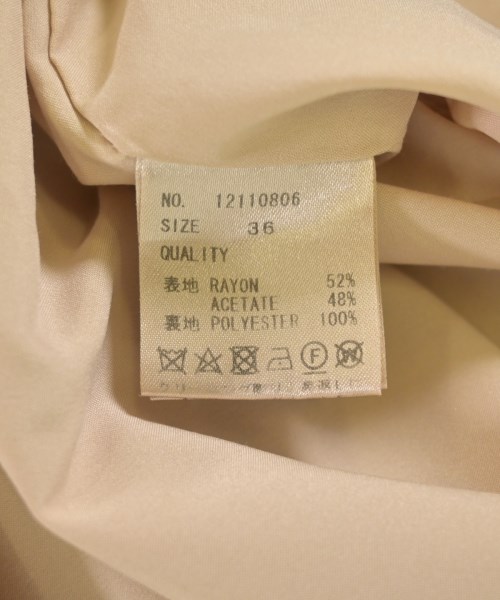 NO. 12110806
SIZE 36
QUALITY
表地 RAYON 52%
ACETATE 48%
裏地 POLYESTER 100%
F
W